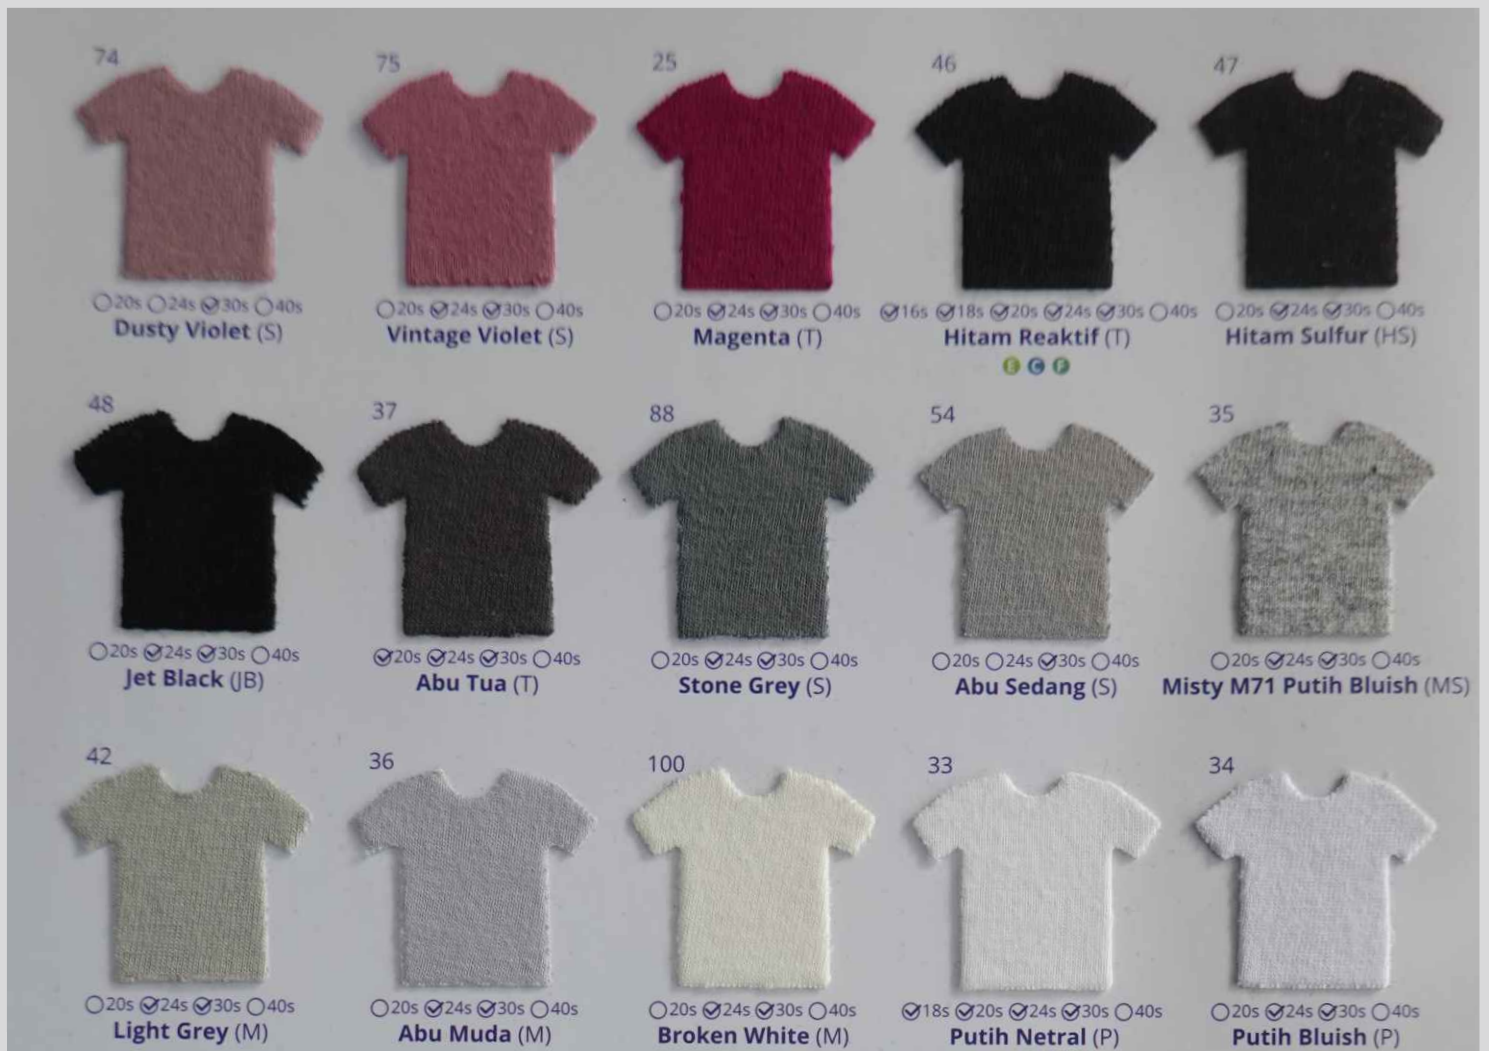 74 75 25 46 47
20s 24s 30s 40s 20s 24s 30s 40s 20s 24s 30s 40s 16s 18s 20s 24s 30s 40s 20s 24s 30s 40s
Dusty Violet (S) Vintage Violet (S) Magenta (T) Hitam Reaktif (T) Hitam Sulfur (HS)
E C F
48 37 88 54 35
20s 24s 30s 40s 20s 24s 30s 40s 20s 24s 30s 40s 20s 24s 30s 40s 20s 24s 30s 40s
Jet Black (JB) Abu Tua (T) Stone Grey (S) Abu Sedang (S) Misty M71 Putih Bluish (MS)
42 36 100 33 34
20s 24s 30s 40s 20s 24s 30s 40s 20s 24s 30s 40s 18s 20s 24s 30s 40s 20s 24s 30s 40s
Light Grey (M) Abu Muda (M) Broken White (M) Putih Netral (P) Putih Bluish (P)